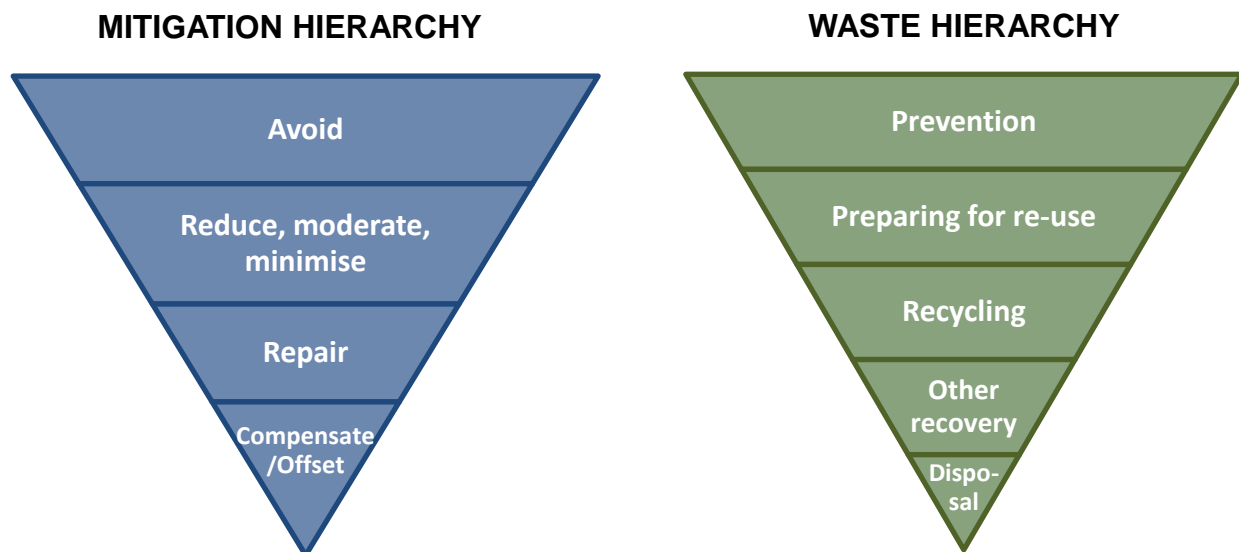 MITIGATION HIERARCHY
Avoid
Reduce, moderate,
minimise
Repair
Compensate
/Offset
WASTE HIERARCHY
Prevention
Preparing for re-use
Recycling
Other
recovery
Dispo-
sal